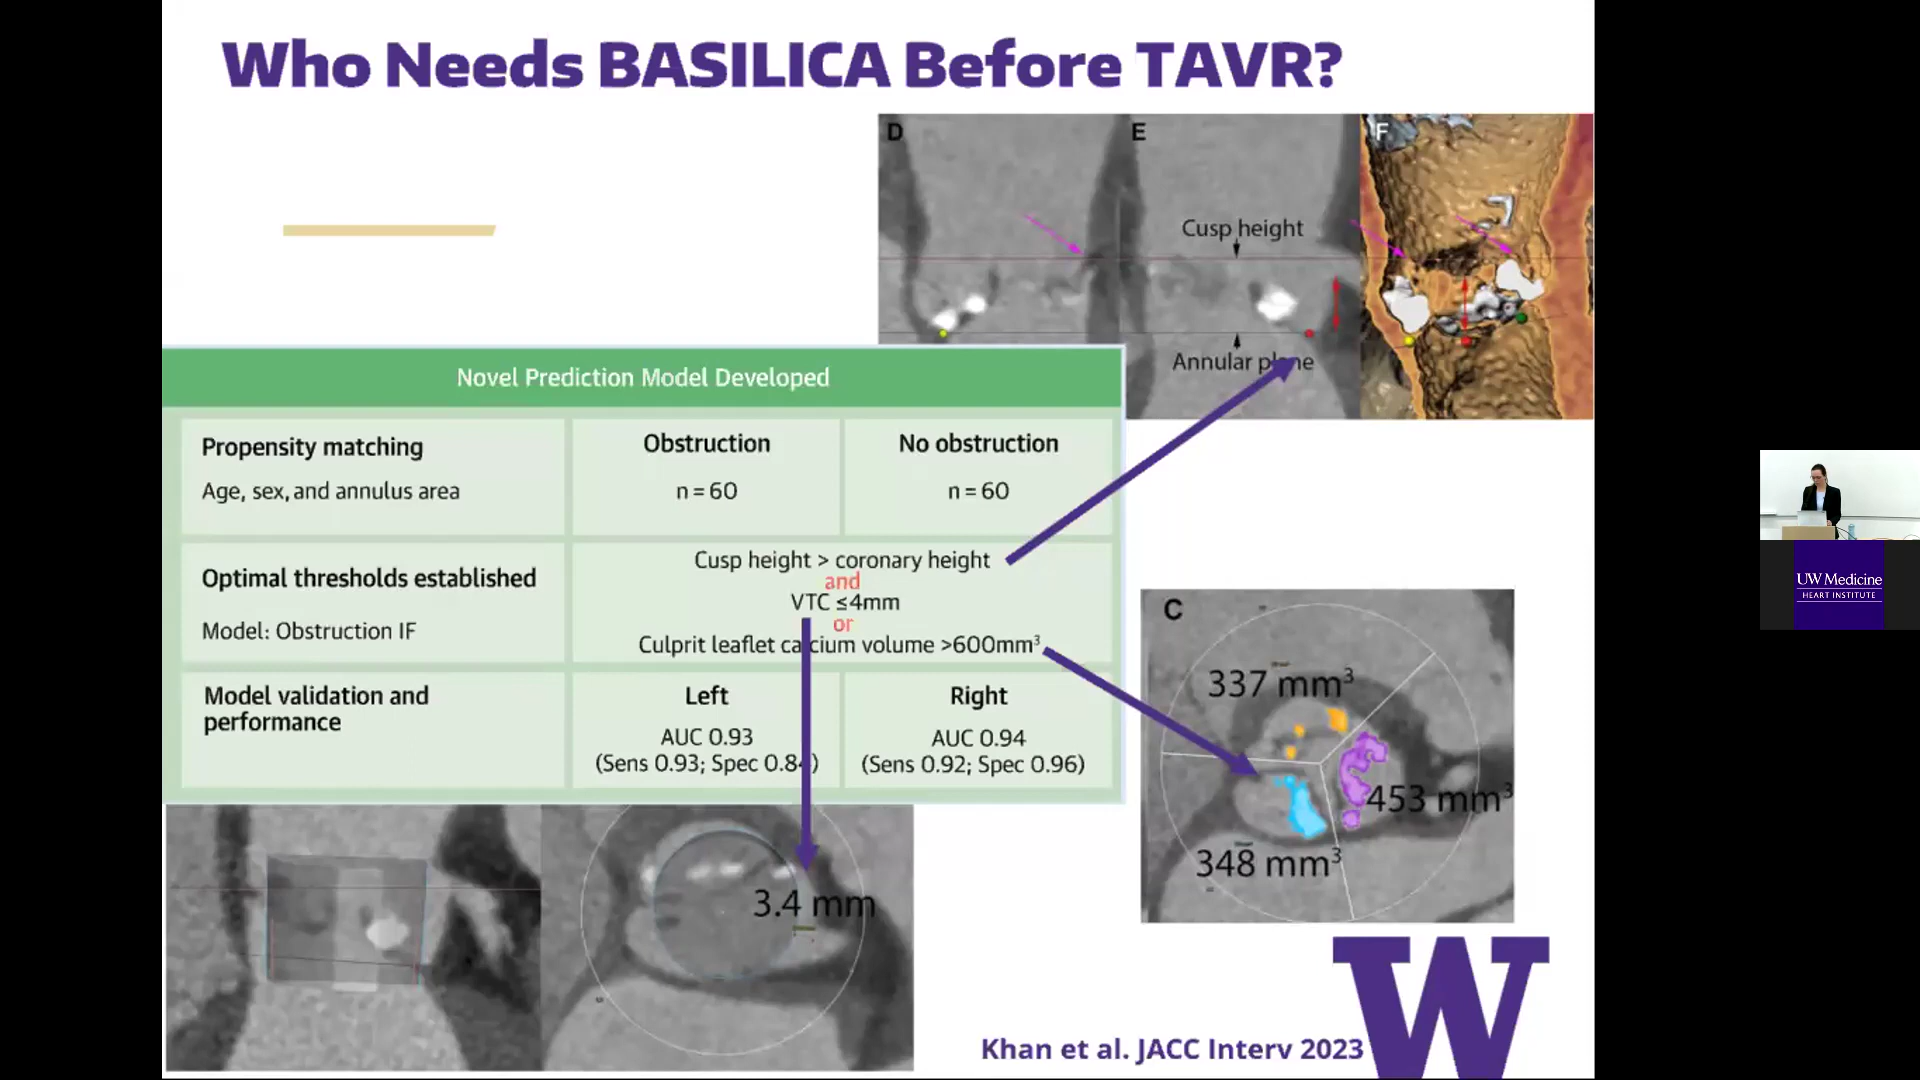 Who Needs BASILICA Before TAVR?
D
E
F
Cusp height
Annular plane
Novel Prediction Model Developed
Propensity matching
Age, sex, and annulus area
Obstruction
n = 60
No obstruction
n = 60
Optimal thresholds established
Model: Obstruction IF
Cusp height > coronary height
and
VTC ≤4mm
or
Culprit leaflet calcium volume >600mm³
Model validation and
performance
Left
AUC 0.93
(Sens 0.93; Spec 0.84)
Right
AUC 0.94
(Sens 0.92; Spec 0.96)
C
337 mm³
453 mm³
348 mm³
3.4 mm
Khan et al. JACC Interv 2023
W
UW Medicine
HEART INSTITUTE